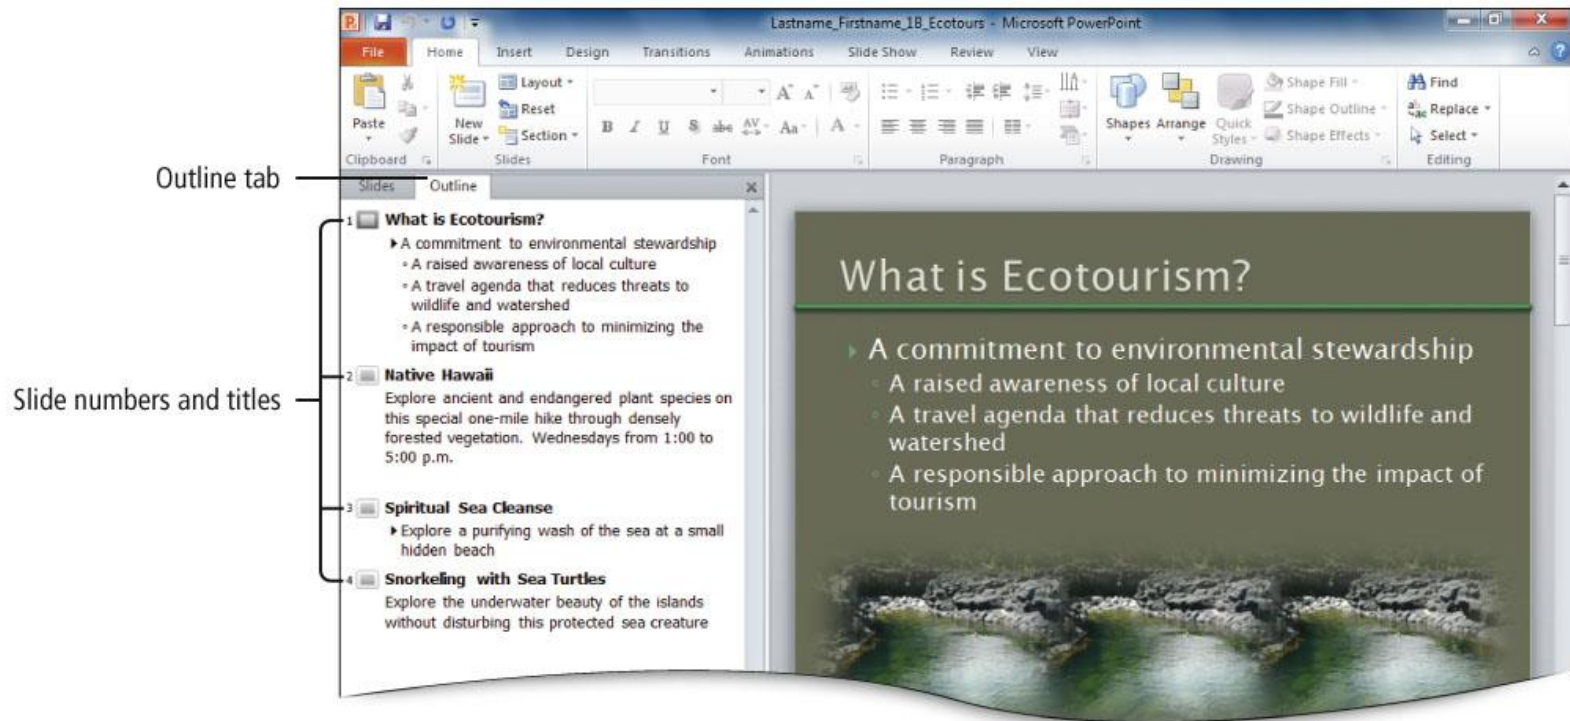 Lastname_Firstname_1B_Ecotours - Microsoft PowerPoint
File Home Insert Design Transitions Animations Slide Show Review View
Paste
Clipboard
New Slide
Layout
Reset
Section
Slides
B I U S abc AV Aa A
Font
Paragraph
Shapes Arrange Quick Styles
Shape Fill
Shape Outline
Shape Effects
Drawing
Find
Replace
Select
Editing
Outline tab
Slides Outline
Slide numbers and titles
1 What is Ecotourism?
A commitment to environmental stewardship
A raised awareness of local culture
A travel agenda that reduces threats to
wildlife and watershed
A responsible approach to minimizing the
impact of tourism
2 Native Hawaii
Explore ancient and endangered plant species on
this special one-mile hike through densely
forested vegetation. Wednesdays from 1:00 to
5:00 p.m.
3 Spiritual Sea Cleanse
Explore a purifying wash of the sea at a small
hidden beach
4 Snorkeling with Sea Turtles
Explore the underwater beauty of the islands
without disturbing this protected sea creature
What is Ecotourism?
A commitment to environmental stewardship
A raised awareness of local culture
A travel agenda that reduces threats to wildlife and
watershed
A responsible approach to minimizing the impact of
tourism